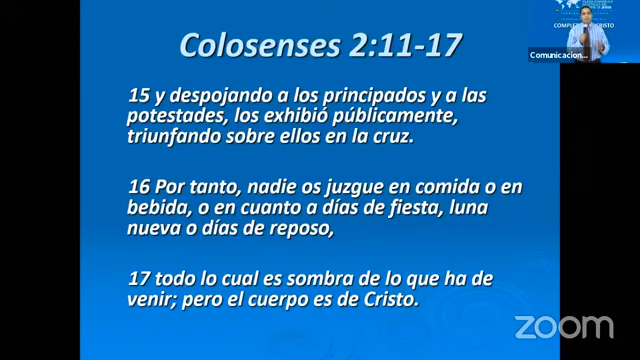 Colosenses 2:11-17
15 y despojando a los principados y a las
potestades, los exhibió públicamente,
triunfando sobre ellos en la cruz.
16 Por tanto, nadie os juzgue en comida o en
bebida, o en cuanto a días de fiesta, luna
nueva o días de reposo,
17 todo lo cual es sombra de lo que ha de
venir; pero el cuerpo es de Cristo.
Comunicacion...
zoom